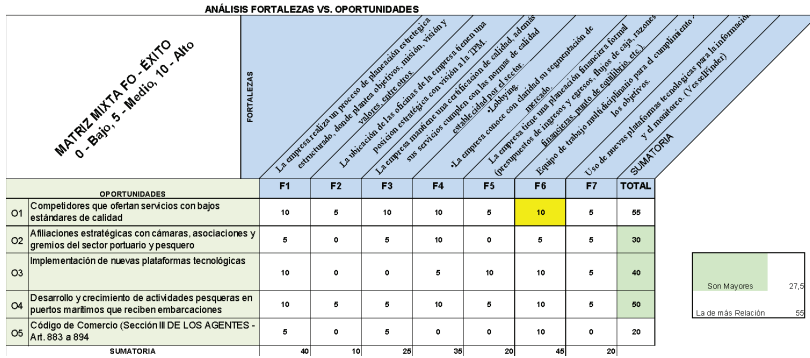 ANÁLISIS FORTALEZAS VS. OPORTUNIDADES
MATRIZ MIXTA FO - ÉXITO
0 - Bajo, 5 - Medio, 10 - Alto
FORTALEZAS
La empresa realiza un proceso de planeación estratégica
estructurado, donde plantea objetivos, misión, visión y
valores, entre otros.
La ubicación de las oficinas de la empresa tienen una
posición estratégica con visión a la TPM.
La empresa mantiene una certificación de calidad, además
sus servicios cumplen con las normas de calidad
establecidad por el sector.
•Lobbying.
•La empresa conoce con claridad su segmentación de
mercado.
La empresa tiene una planeación financiera formal
(presupuestos de ingresos y egresos, flujos de caja, razones
financieras, punto de equilibrio, etc.)
Equipo de trabajo multidisciplinario para el cumplimiento
los objetivos.
Uso de nuevas plataformas tecnológicas para la información
y el monitoreo. (VesselFinder)
SUMATORIA
OPORTUNIDADES F1 F2 F3 F4 F5 F6 F7 TOTAL
O1 Competidores que ofertan servicios con bajos estándares de calidad 10 5 10 10 5 10 5 55
O2 Afiliaciones estratégicas con cámaras, asociaciones y gremios del sector portuario y pesquero 5 0 5 10 0 5 5 30
O3 Implementación de nuevas plataformas tecnológicas 10 0 0 5 10 10 5 40
O4 Desarrollo y crecimiento de actividades pesqueras en puertos marítimos que reciben embarcaciones 10 5 5 10 5 10 5 50
O5 Código de Comercio (Sección III DE LOS AGENTES - Art. 883 a 894 5 0 5 0 0 10 0 20
SUMATORIA 40 10 25 35 20 45 20
Son Mayores 27,5
La de más Relación 55